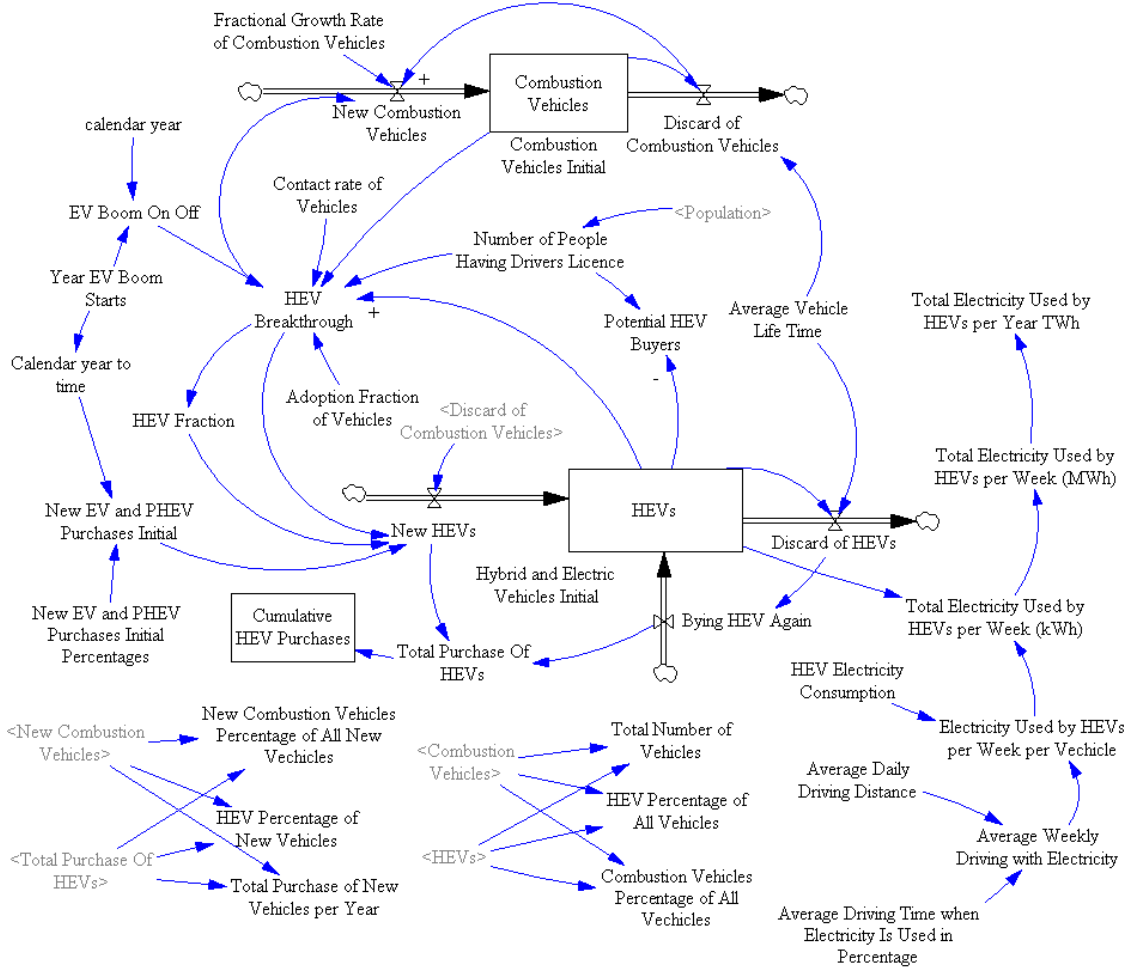 Fractional Growth Rate
of Combustion Vehicles
+
Combustion
Vehicles
New Combustion
Vehicles
Combustion
Vehicles Initial
Discard of
Combustion Vehicles
calendar year
Contact rate of
Vehicles
<Population>
EV Boom On Off
Number of People
Having Drivers Licence
Year EV Boom
Starts
HEV
Breakthrough
+
Potential HEV
Buyers
-
Average Vehicle
Life Time
Total Electricity Used by
HEVs per Year TWh
Calendar year to
time
HEV Fraction
Adoption Fraction
of Vehicles
<Discard of
Combustion Vehicles>
Total Electricity Used by
HEVs per Week (MWh)
New EV and PHEV
Purchases Initial
New HEVs
HEVs
Discard of HEVs
Hybrid and Electric
Vehicles Initial
New EV and PHEV
Purchases Initial
Percentages
Cumulative
HEV Purchases
Total Purchase Of
HEVs
Bying HEV Again
Total Electricity Used by
HEVs per Week (kWh)
HEV Electricity
Consumption
<New Combustion
Vehicles>
New Combustion Vehicles
Percentage of All New
Vechicles
<Combustion
Vehicles>
Total Number of
Vehicles
Electricity Used by HEVs
per Week per Vechicle
HEV Percentage of
New Vehicles
HEV Percentage of
All Vehicles
Average Daily
Driving Distance
<Total Purchase Of
HEVs>
Total Purchase of New
Vehicles per Year
<HEVs>
Combustion Vehicles
Percentage of All
Vechicles
Average Weekly
Driving with Electricity
Average Driving Time when
Electricity Is Used in
Percentage